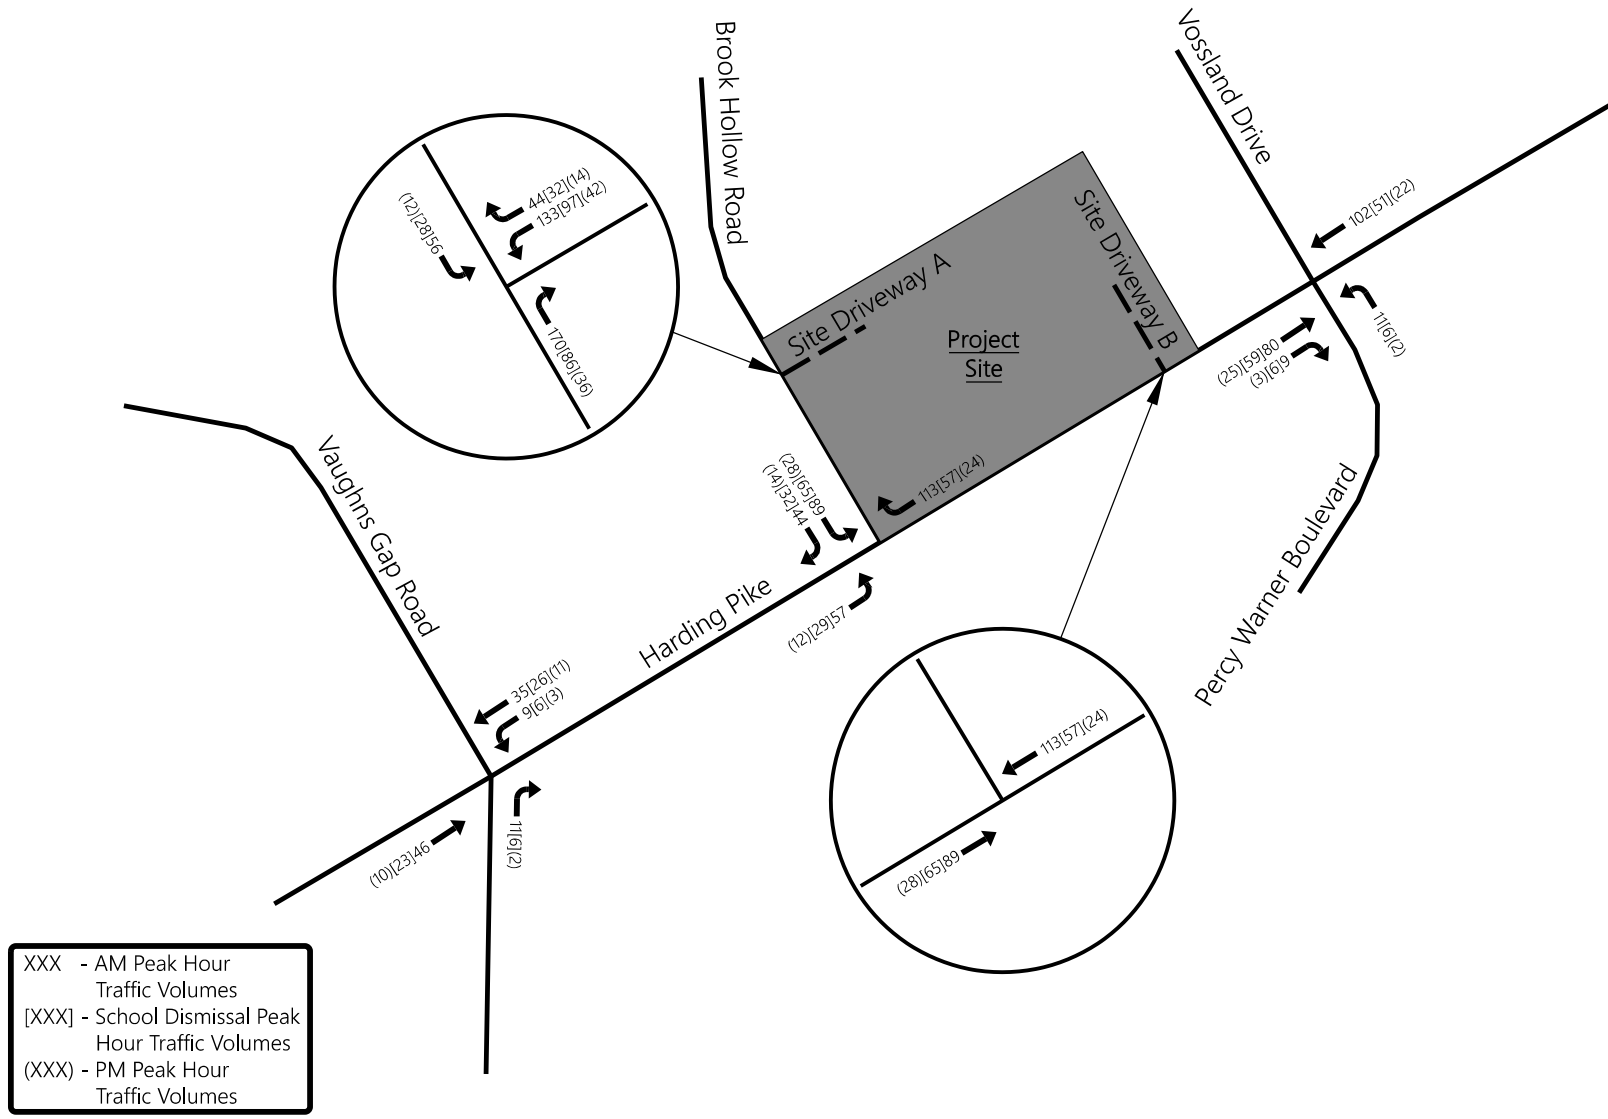 Brook Hollow Road
Vossland Drive
44[32](14)
133[97](42)
(12)[28]56
170[86](36)
Site Driveway A
Site Driveway B
Project
Site
102[51](22)
11[6](2)
(25)[59]80
(3)[6]9
Vaughns Gap Road
(28)[65]89
(14)[32]44
113[57](24)
Harding Pike
(12)[29]57
Percy Warner Boulevard
35[26](11)
9[6](3)
(10)[23]46
11[6](2)
113[57](24)
(28)[65]89
XXX - AM Peak Hour
Traffic Volumes
[XXX] - School Dismissal Peak
Hour Traffic Volumes
(XXX) - PM Peak Hour
Traffic Volumes